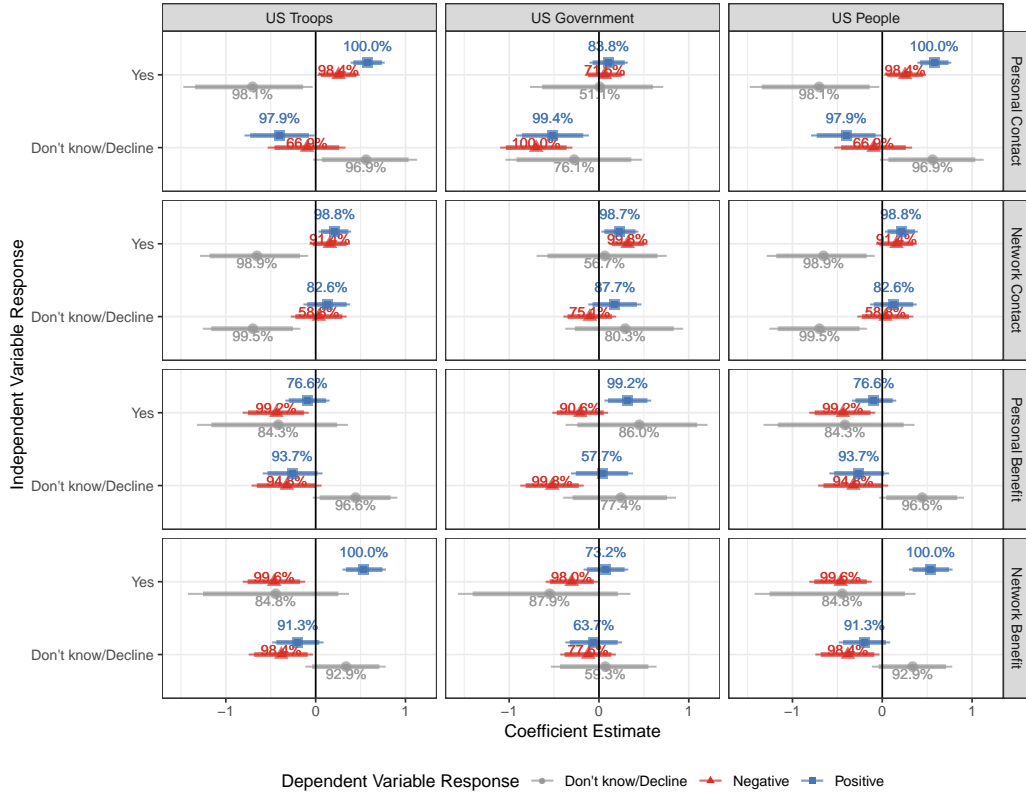 US Troops US Government US People
Personal Contact
100.0% 83.8% 100.0%
Yes 98.4% 71.5% 98.4%
98.1% 51.1% 98.1%
97.9% 99.4% 97.9%
Don't know/Decline 66.9% 100.0% 66.9%
96.9% 76.1% 96.9%
Network Contact
98.8% 98.7% 98.8%
Yes 91.4% 99.8% 91.4%
98.9% 56.7% 98.9%
82.6% 87.7% 82.6%
Don't know/Decline 58.8% 75.4% 58.8%
99.5% 80.3% 99.5%
Independent Variable Response
Personal Benefit
76.6% 99.2% 76.6%
Yes 99.2% 90.6% 99.2%
84.3% 86.0% 84.3%
93.7% 57.7% 93.7%
Don't know/Decline 94.6% 99.8% 94.6%
96.6% 77.4% 96.6%
Network Benefit
100.0% 73.2% 100.0%
Yes 99.6% 98.0% 99.6%
84.8% 87.9% 84.8%
91.3% 63.7% 91.3%
Don't know/Decline 98.4% 77.6% 98.4%
92.9% 59.3% 92.9%
−1 0 1 −1 0 1 −1 0 1
Coefficient Estimate
Dependent Variable Response Don't know/Decline Negative Positive